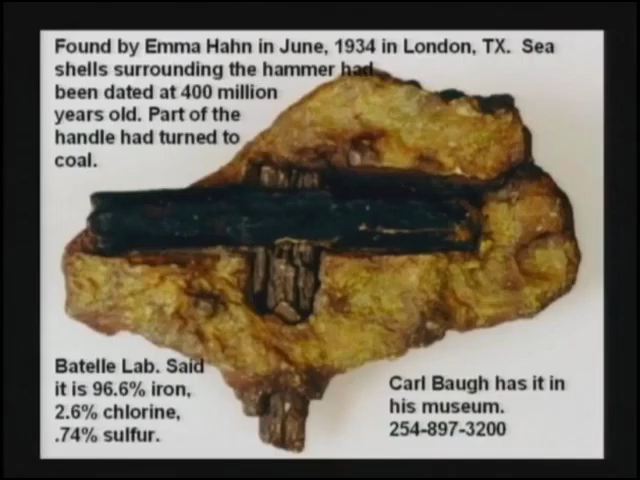 Found by Emma Hahn in June, 1934 in London, TX. Sea
shells surrounding the hammer had
been dated at 400 million
years old. Part of the
handle had turned to
coal.
Batelle Lab. Said
it is 96.6% iron,
2.6% chlorine,
.74% sulfur.
Carl Baugh has it in
his museum.
254-897-3200